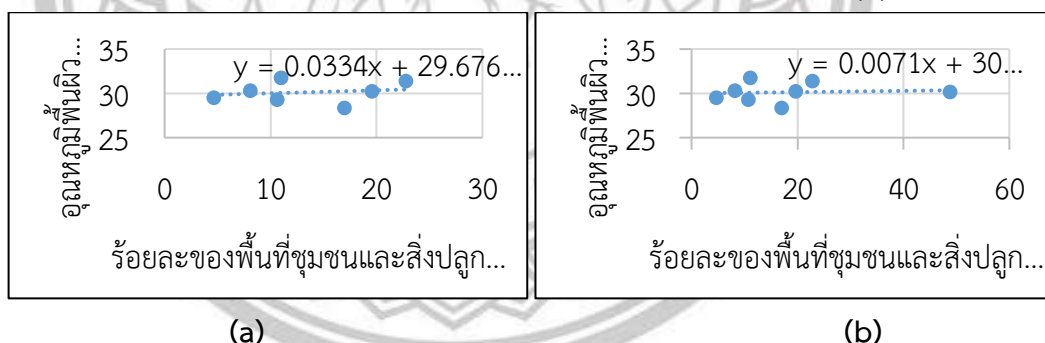 อุณหภูมิพื้นผิว...
35
30
25
y = 0.0334x + 29.676...
0 10 20 30
ร้อยละของพื้นที่ชุมชนและสิ่งปลูก...
(a)
อุณหภูมิพื้นผิว...
35
30
25
y = 0.0071x + 30...
0 20 40 60
ร้อยละของพื้นที่ชุมชนและสิ่งปลูก...
(b)